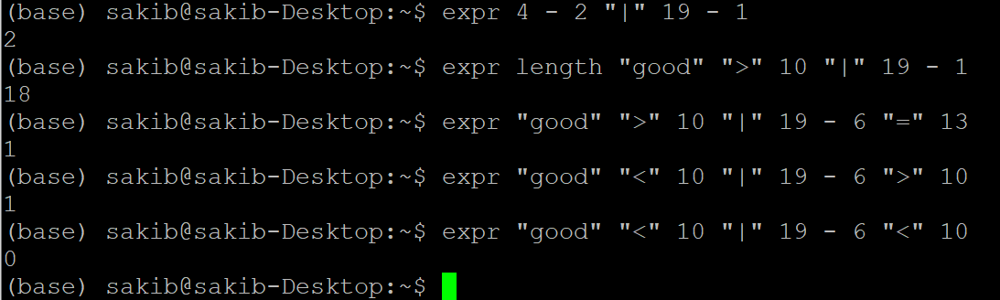 (base) sakib@sakib-Desktop:~$ expr 4 - 2 "|" 19 - 1
2
(base) sakib@sakib-Desktop:~$ expr length "good" ">" 10 "|" 19 - 1
18
(base) sakib@sakib-Desktop:~$ expr "good" ">" 10 "|" 19 - 6 "=" 13
1
(base) sakib@sakib-Desktop:~$ expr "good" "<" 10 "|" 19 - 6 ">" 10
1
(base) sakib@sakib-Desktop:~$ expr "good" "<" 10 "|" 19 - 6 "<" 10
0
(base) sakib@sakib-Desktop:~$